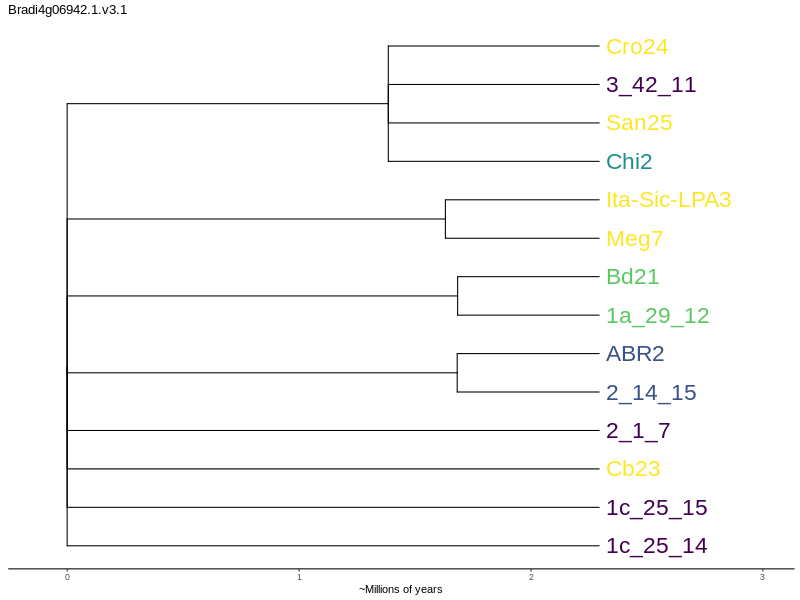 Bradi4g06942.1.v3.1
Cro24
3_42_11
San25
Chi2
Ita-Sic-LPA3
Meg7
Bd21
1a_29_12
ABR2
2_14_15
2_1_7
Cb23
1c_25_15
1c_25_14
0 1 2 3
~Millions of years